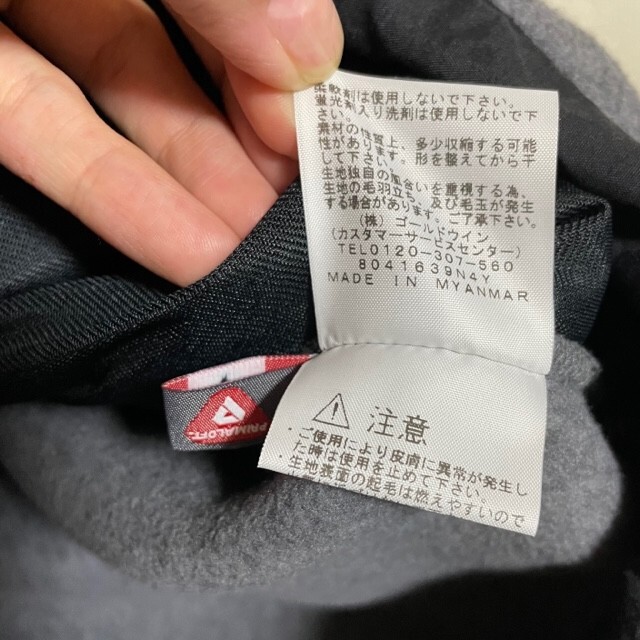 柔軟剤は使用しないで下さい。
蛍光剤入り洗剤は使用しないで下
さい。
素材の性質上、多少収縮する可能
性があります。形を整えてから干
して下さい。
生地独自の風合いを重視する為、
生地の毛羽立ち、及び毛玉が発生
する場合があります。ご了承下さい。
(株) ゴールドウイン
(カスタマーサービスセンター)
TEL0120-307-560
8041639N4Y
MADE IN MYANMAR
PRIMALOFT
⚠ 注意
・ご使用により皮膚に異常が発生し
た時は使用を止めて下さい。
・生地表面の起毛は燃えやすいので